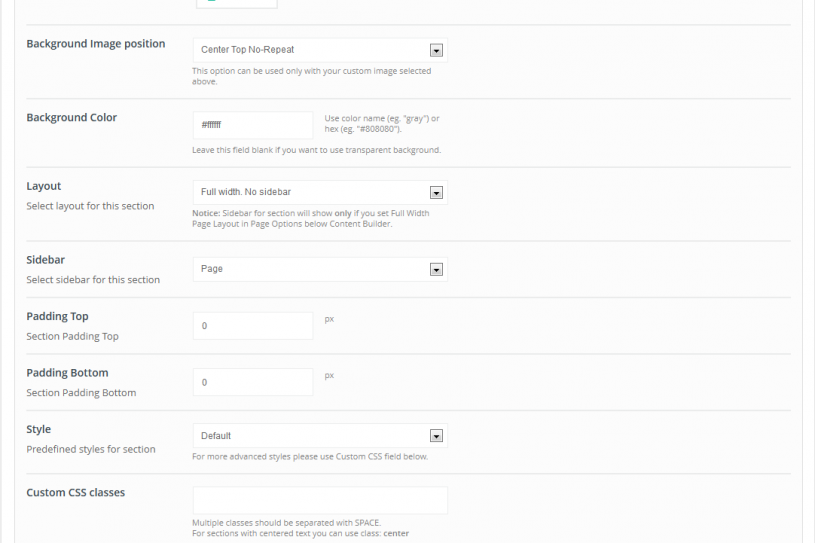 Background Image position
Center Top No-Repeat
This option can be used only with your custom image selected
above.
Background Color
#ffffff
Use color name (eg. "gray") or
hex (eg. "#808080").
Leave this field blank if you want to use transparent background.
Layout
Select layout for this section
Full width. No sidebar
Notice: Sidebar for section will show only if you set Full Width
Page Layout in Page Options below Content Builder.
Sidebar
Select sidebar for this section
Page
Padding Top
Section Padding Top
0
px
Padding Bottom
Section Padding Bottom
0
px
Style
Predefined styles for section
Default
For more advanced styles please use Custom CSS field below.
Custom CSS classes
Multiple classes should be separated with SPACE.
For sections with centered text you can use class: center